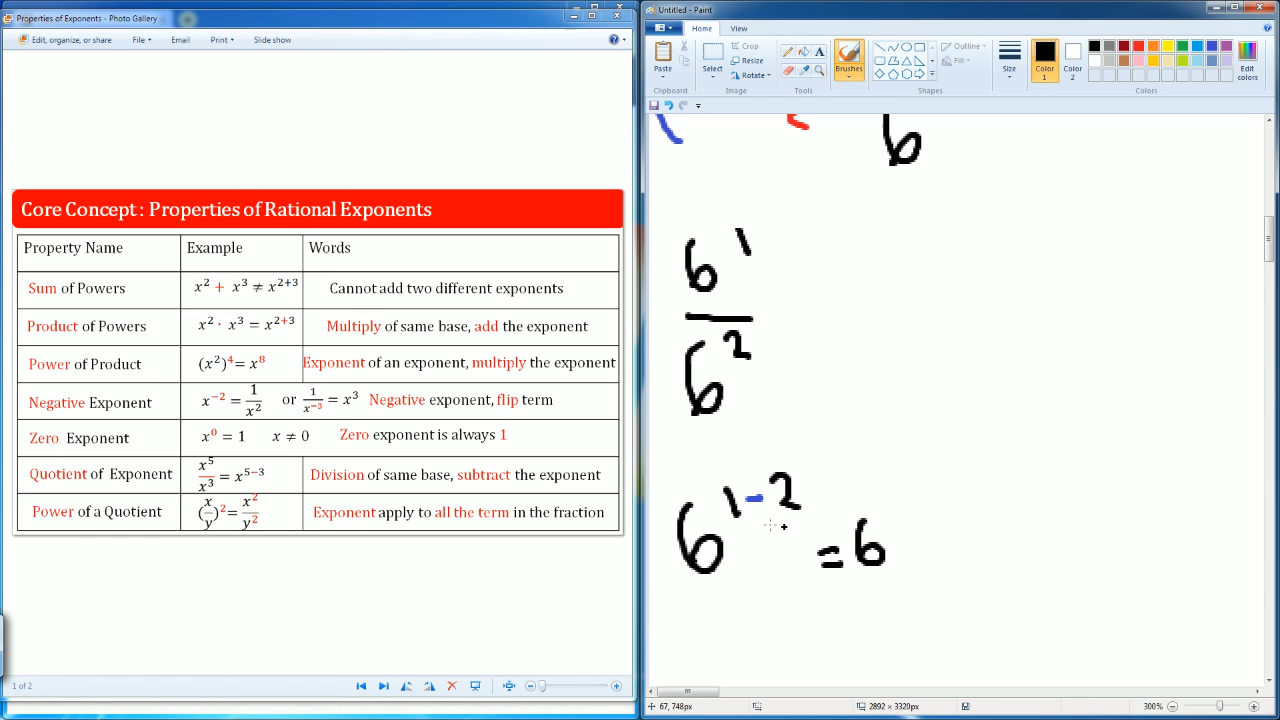 Properties of Exponents - Photo Gallery
Edit, organize, or share File Email Print Slide show
Core Concept : Properties of Rational Exponents
Property Name Example Words
Sum of Powers x² + x³ ≠ x²⁺³ Cannot add two different exponents
Product of Powers x² · x³ = x²⁺³ Multiply of same base, add the exponent
Power of Product (x²)⁴= x⁸ Exponent of an exponent, multiply the exponent
Negative Exponent x⁻² = 1/x² or 1/x⁻³ = x³ Negative exponent, flip term
Zero Exponent x⁰ = 1 x ≠ 0 Zero exponent is always 1
Quotient of Exponent x⁵/x³ = x⁵⁻³ Division of same base, subtract the exponent
Power of a Quotient (x/y)²= x²/y² Exponent apply to all the term in the fraction
1 of 2
Untitled - Paint
Home View
Paste Select Crop Resize Rotate Brushes Size Outline Fill Color 1 Color 2 Edit colors
Clipboard Image Tools Shapes Colors
6
6¹
6²
6¹⁻² = 6
67, 748px 2892 × 3320px 300%